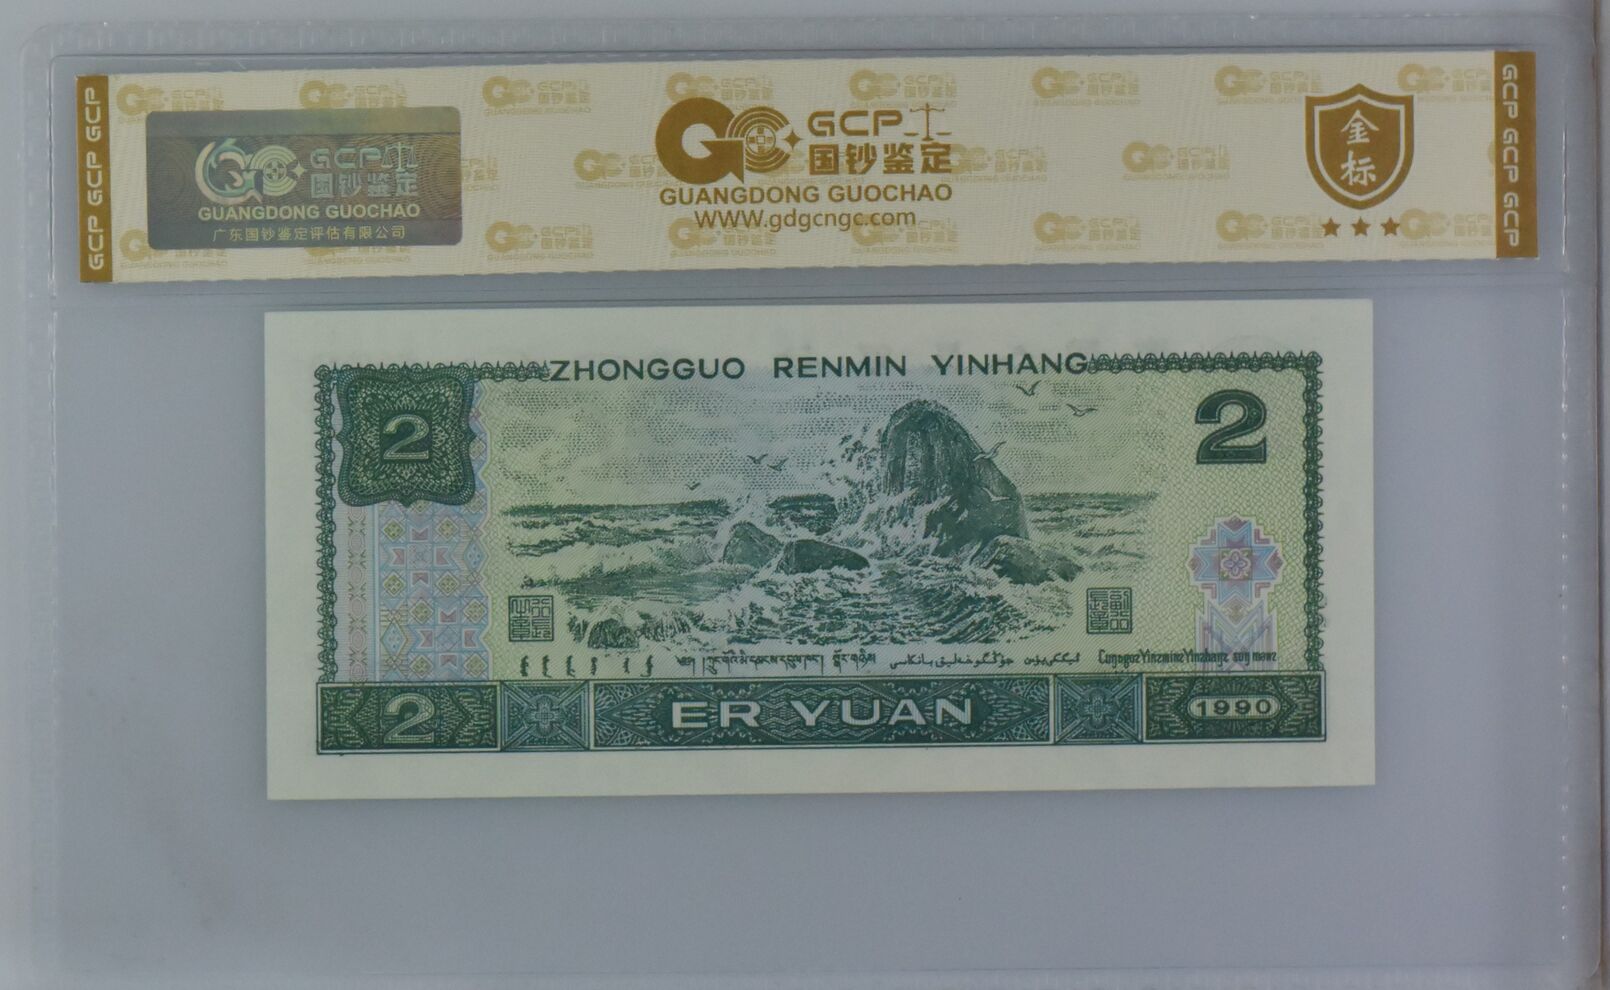 GCP GCP GCP
GCP
国钞鉴定
GUANGDONG GUOCHAO
广东国钞鉴定评估有限公司
GCP
国钞鉴定
GUANGDONG GUOCHAO
WWW.gdgcngc.com
金
标
GCP GCP GCP
ZHONGGUO RENMIN YINHANG
2
2
2
ER YUAN
1990